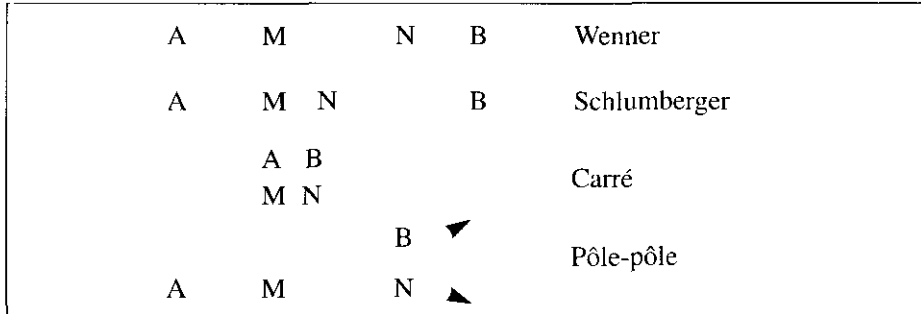 A M N B Wenner
A M N B Schlumberger
A B
Carré
M N
B
Pôle-pôle
A M N